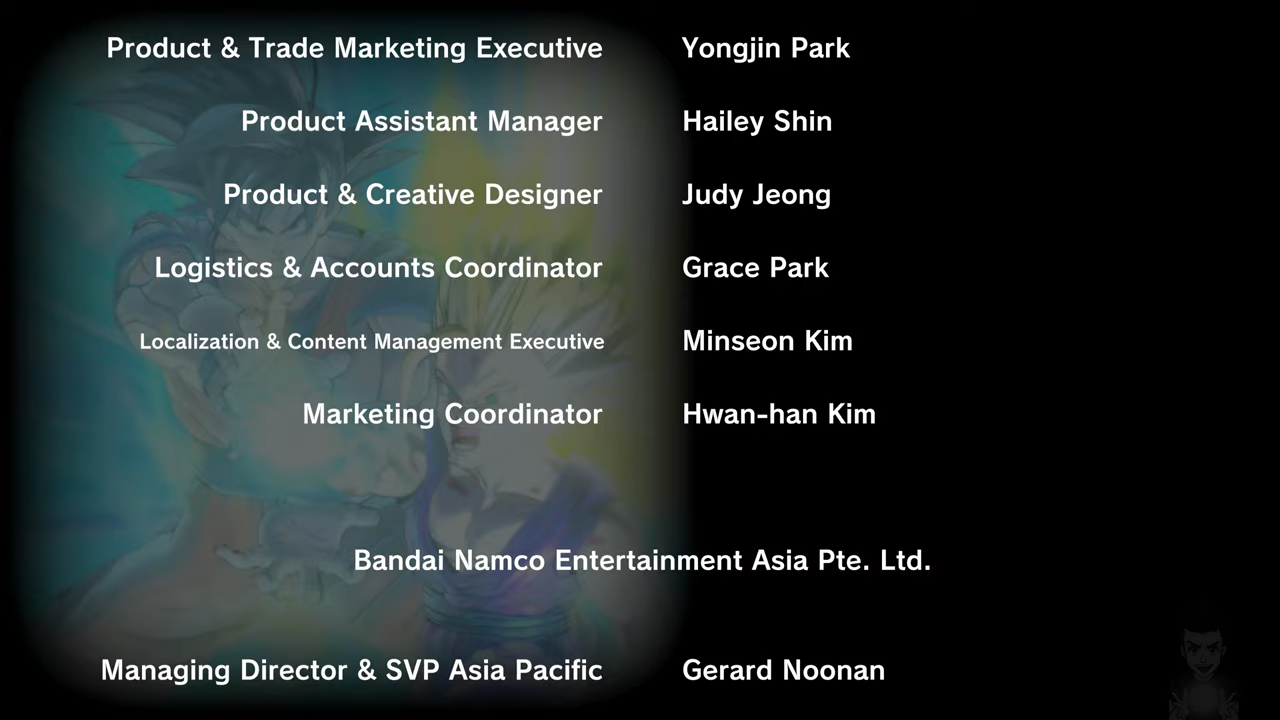 Product & Trade Marketing Executive Yongjin Park
Product Assistant Manager Hailey Shin
Product & Creative Designer Judy Jeong
Logistics & Accounts Coordinator Grace Park
Localization & Content Management Executive Minseon Kim
Marketing Coordinator Hwan-han Kim
Bandai Namco Entertainment Asia Pte. Ltd.
Managing Director & SVP Asia Pacific Gerard Noonan